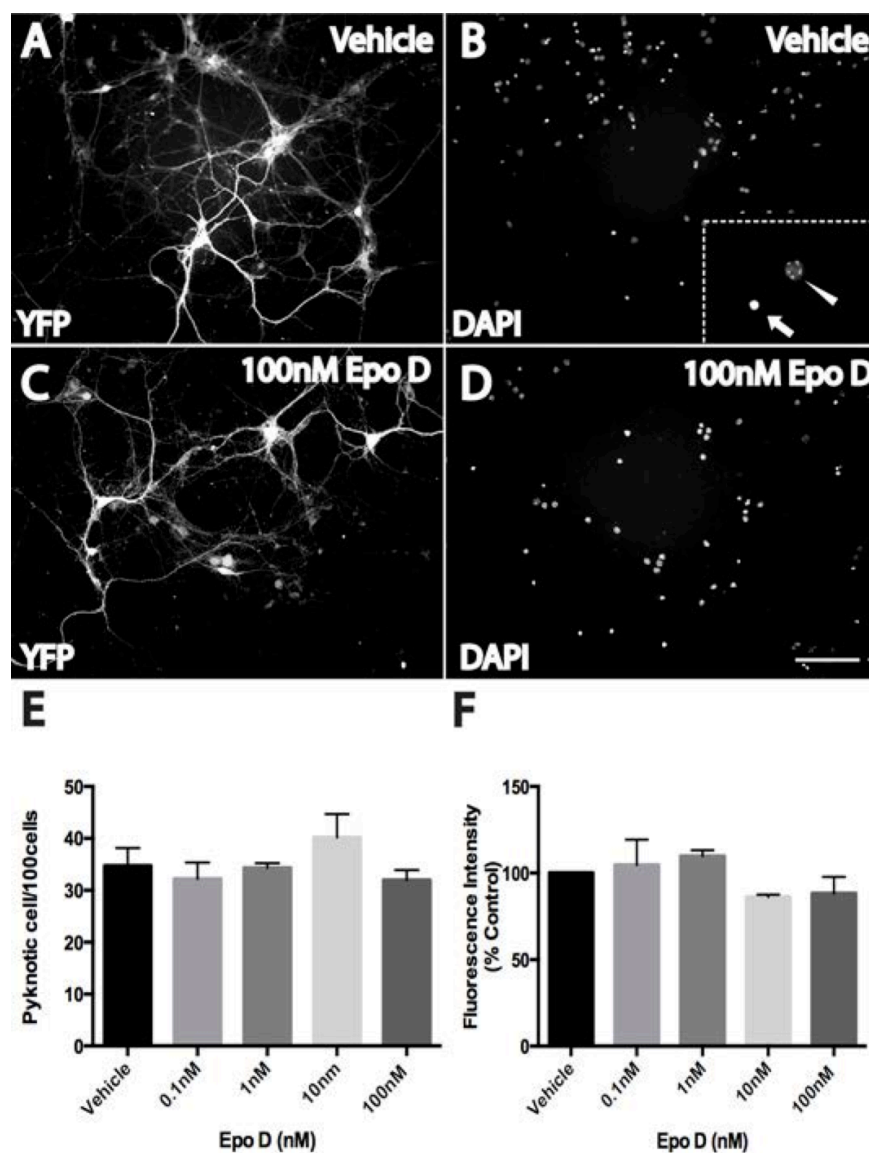 A Vehicle
YFP
B Vehicle
DAPI
C 100nM Epo D
YFP
D 100nM Epo D
DAPI
E
Pyknotic cell/100cells
50
40
30
20
10
0
Vehicle
0.1nM
1nM
10nm
100nM
Epo D (nM)
F
Fluorescence Intensity
(% Control)
150
100
50
0
Vehicle
0.1nM
1nM
10nM
100nM
Epo D (nM)